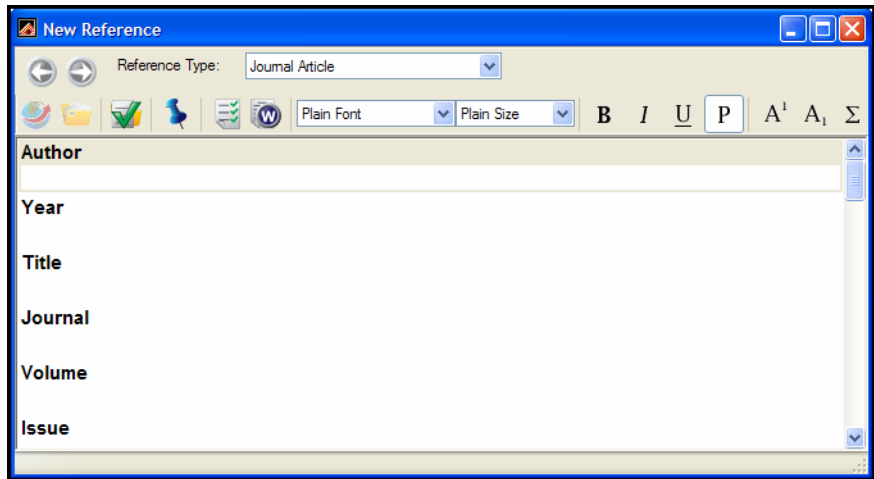 New Reference
Reference Type: Journal Article
W Plain Font Plain Size B I U P A¹ A₁ Σ
Author
Year
Title
Journal
Volume
Issue